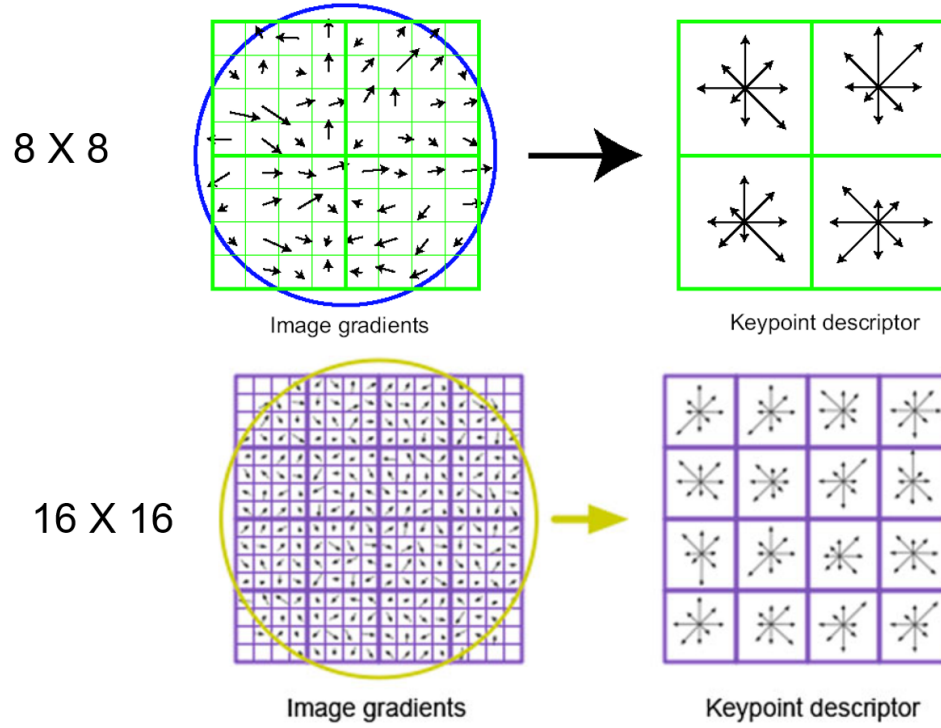 8 X 8
Image gradients
Keypoint descriptor
16 X 16
Image gradients
Keypoint descriptor